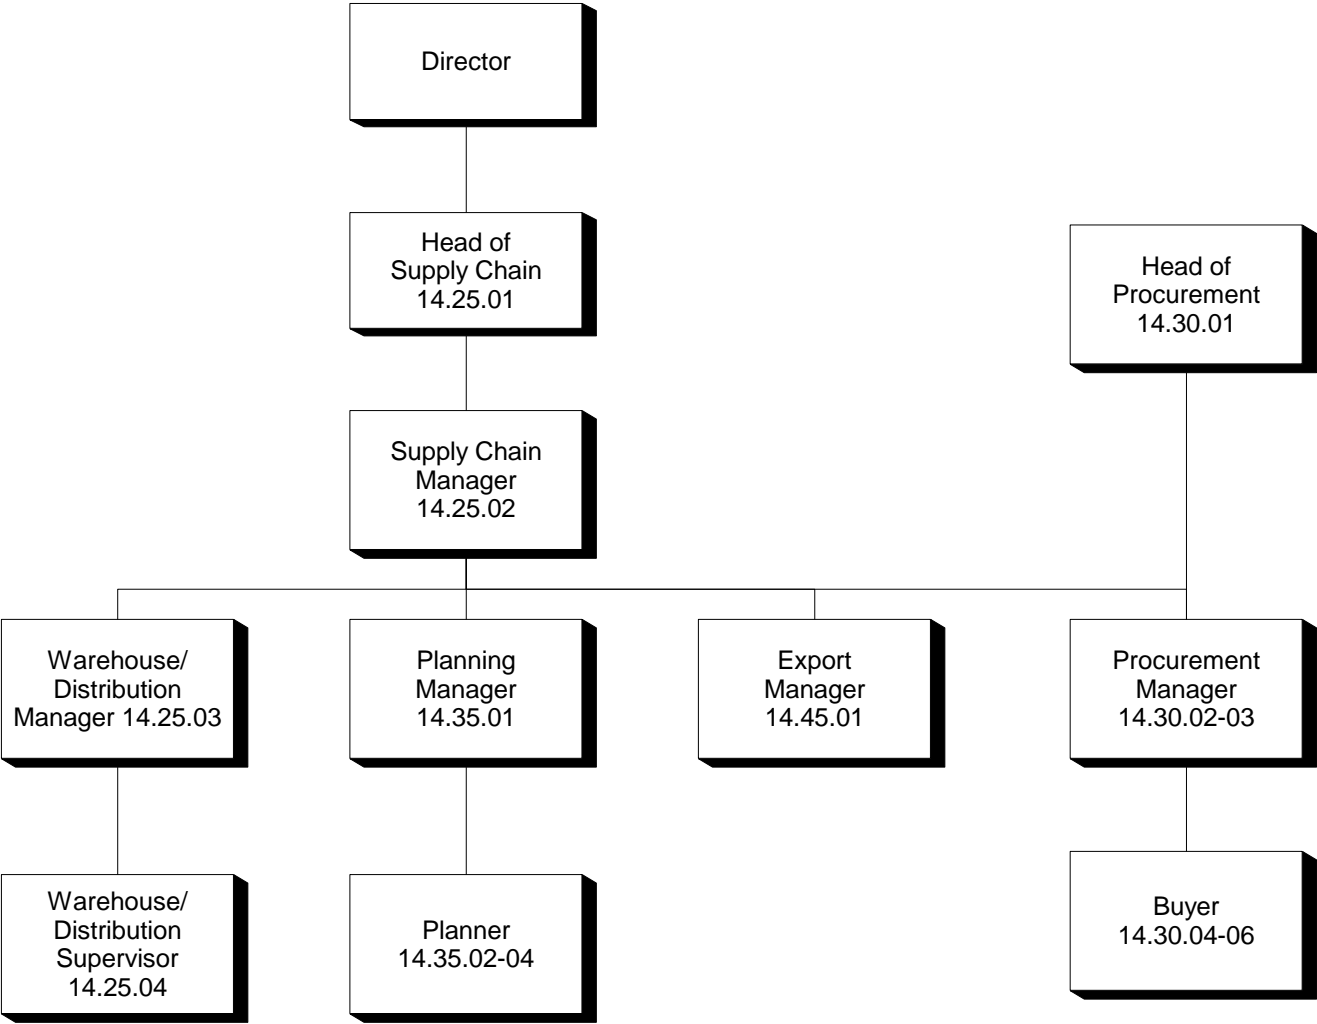 Director
Head of
Supply Chain
14.25.01
Head of
Procurement
14.30.01
Supply Chain
Manager
14.25.02
Warehouse/
Distribution
Manager 14.25.03
Planning
Manager
14.35.01
Export
Manager
14.45.01
Procurement
Manager
14.30.02-03
Warehouse/
Distribution
Supervisor
14.25.04
Planner
14.35.02-04
Buyer
14.30.04-06